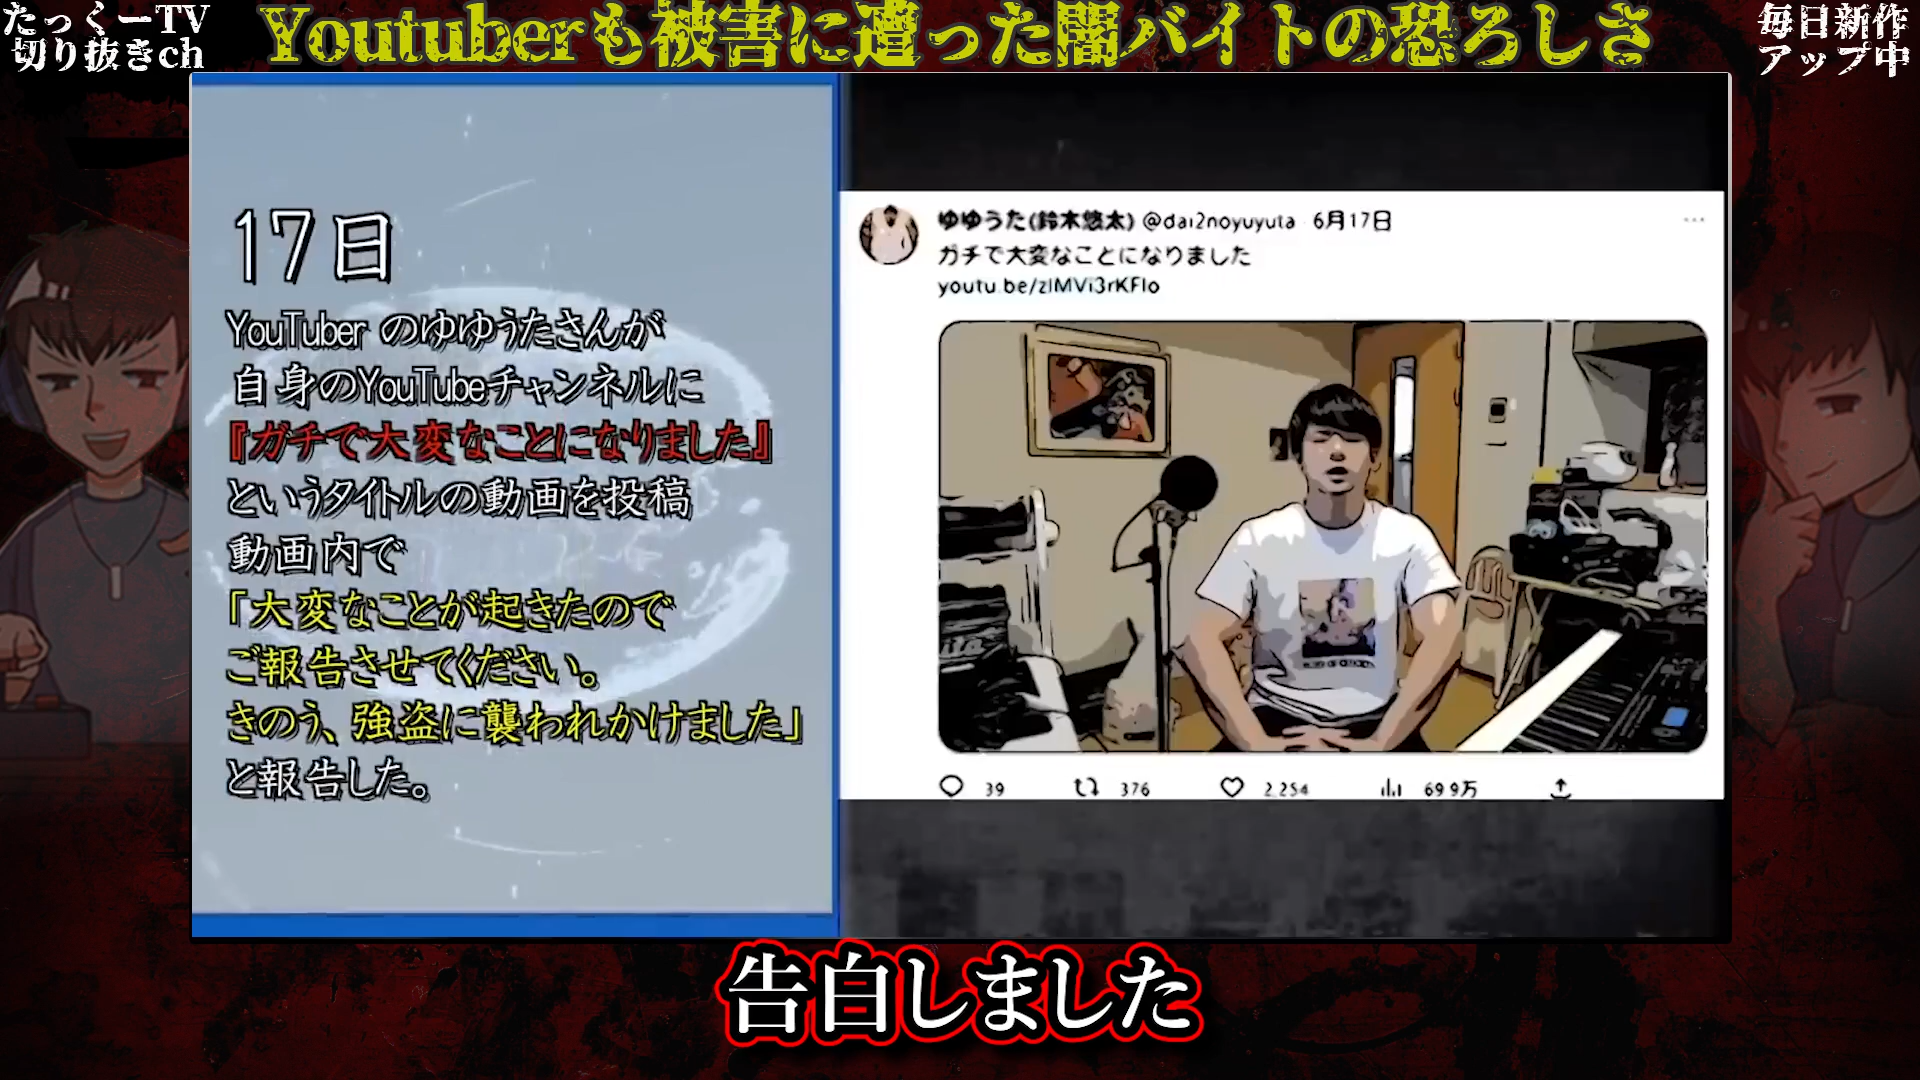 たっくーTV
切り抜きch
Youtuberも被害に遭った闇バイトの恐ろしさ
毎日新作
アップ中
17日
YouTuber のゆゆうたさんが
自身のYouTubeチャンネルに
『ガチで大変なことになりました』
というタイトルの動画を投稿
動画内で
「大変なことが起きたので
ご報告させてください。
きのう、強盗に襲われかけました」
と報告した。
ゆゆうた(鈴木悠太) @dai2noyuyuta · 6月17日
ガチで大変なことになりました
youtu.be/zIMVi3rKFIo
39 376 2,254 69.9万
告白しました